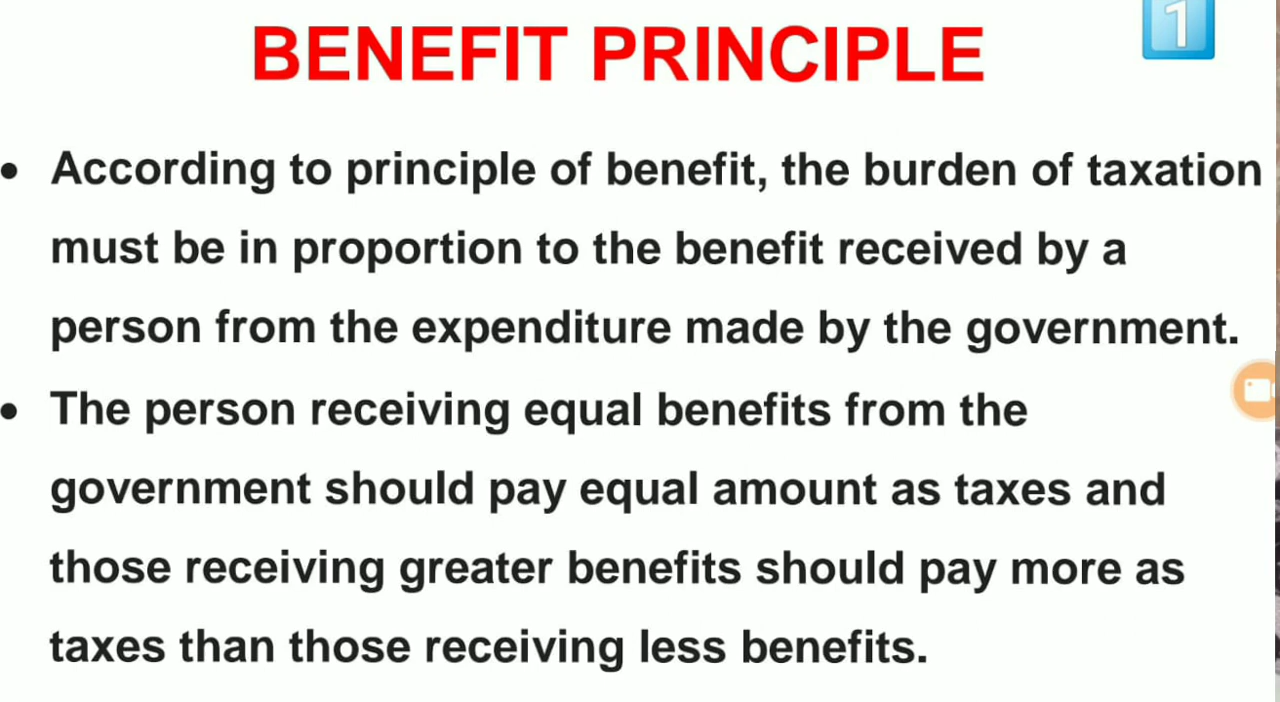 BENEFIT PRINCIPLE
1
• According to principle of benefit, the burden of taxation
must be in proportion to the benefit received by a
person from the expenditure made by the government.
• The person receiving equal benefits from the
government should pay equal amount as taxes and
those receiving greater benefits should pay more as
taxes than those receiving less benefits.